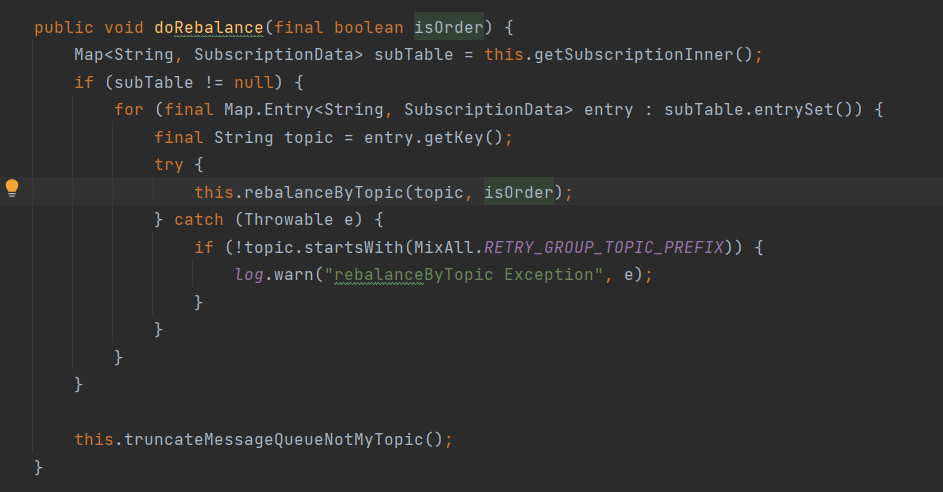 public void doRebalance(final boolean isOrder) {
    Map<String, SubscriptionData> subTable = this.getSubscriptionInner();
    if (subTable != null) {
        for (final Map.Entry<String, SubscriptionData> entry : subTable.entrySet()) {
            final String topic = entry.getKey();
            try {
                this.rebalanceByTopic(topic, isOrder);
            } catch (Throwable e) {
                if (!topic.startsWith(MixAll.RETRY_GROUP_TOPIC_PREFIX)) {
                    log.warn("rebalanceByTopic Exception", e);
                }
            }
        }
    }

    this.truncateMessageQueueNotMyTopic();
}